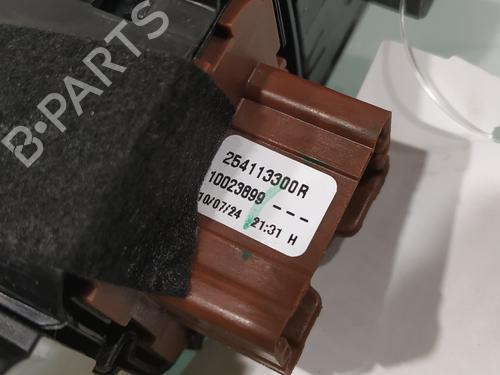 B-PARTS
254113300R
10023899 ---
10/07/24 21:31 H